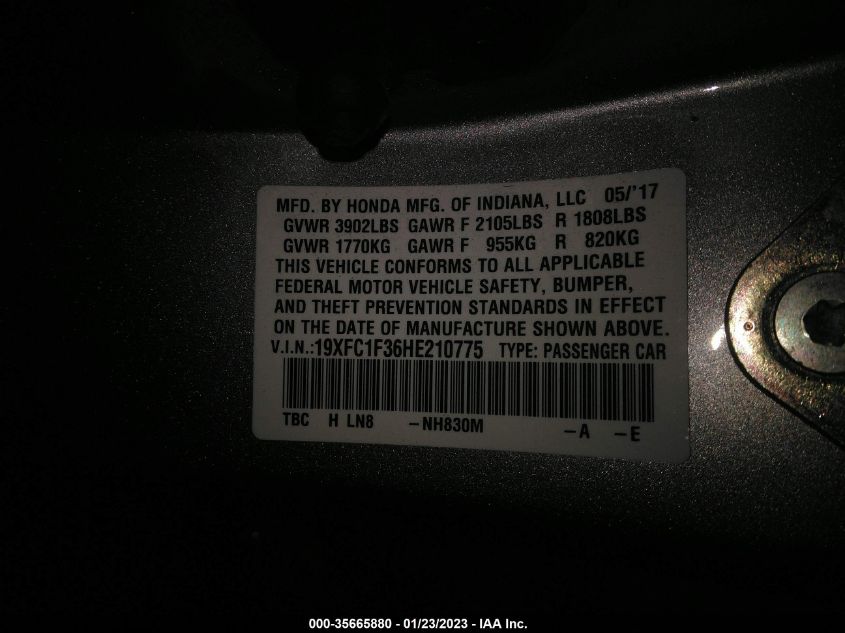 MFD. BY HONDA MFG. OF INDIANA, LLC 05/'17
GVWR 3902LBS GAWR F 2105LBS R 1808LBS
GVWR 1770KG GAWR F 955KG R 820KG
THIS VEHICLE CONFORMS TO ALL APPLICABLE
FEDERAL MOTOR VEHICLE SAFETY, BUMPER,
AND THEFT PREVENTION STANDARDS IN EFFECT
ON THE DATE OF MANUFACTURE SHOWN ABOVE.
V.I.N.:19XFC1F36HE210775 TYPE: PASSENGER CAR
TBC H LN8 -NH830M -A -E
000-35665880 - 01/23/2023 - IAA Inc.